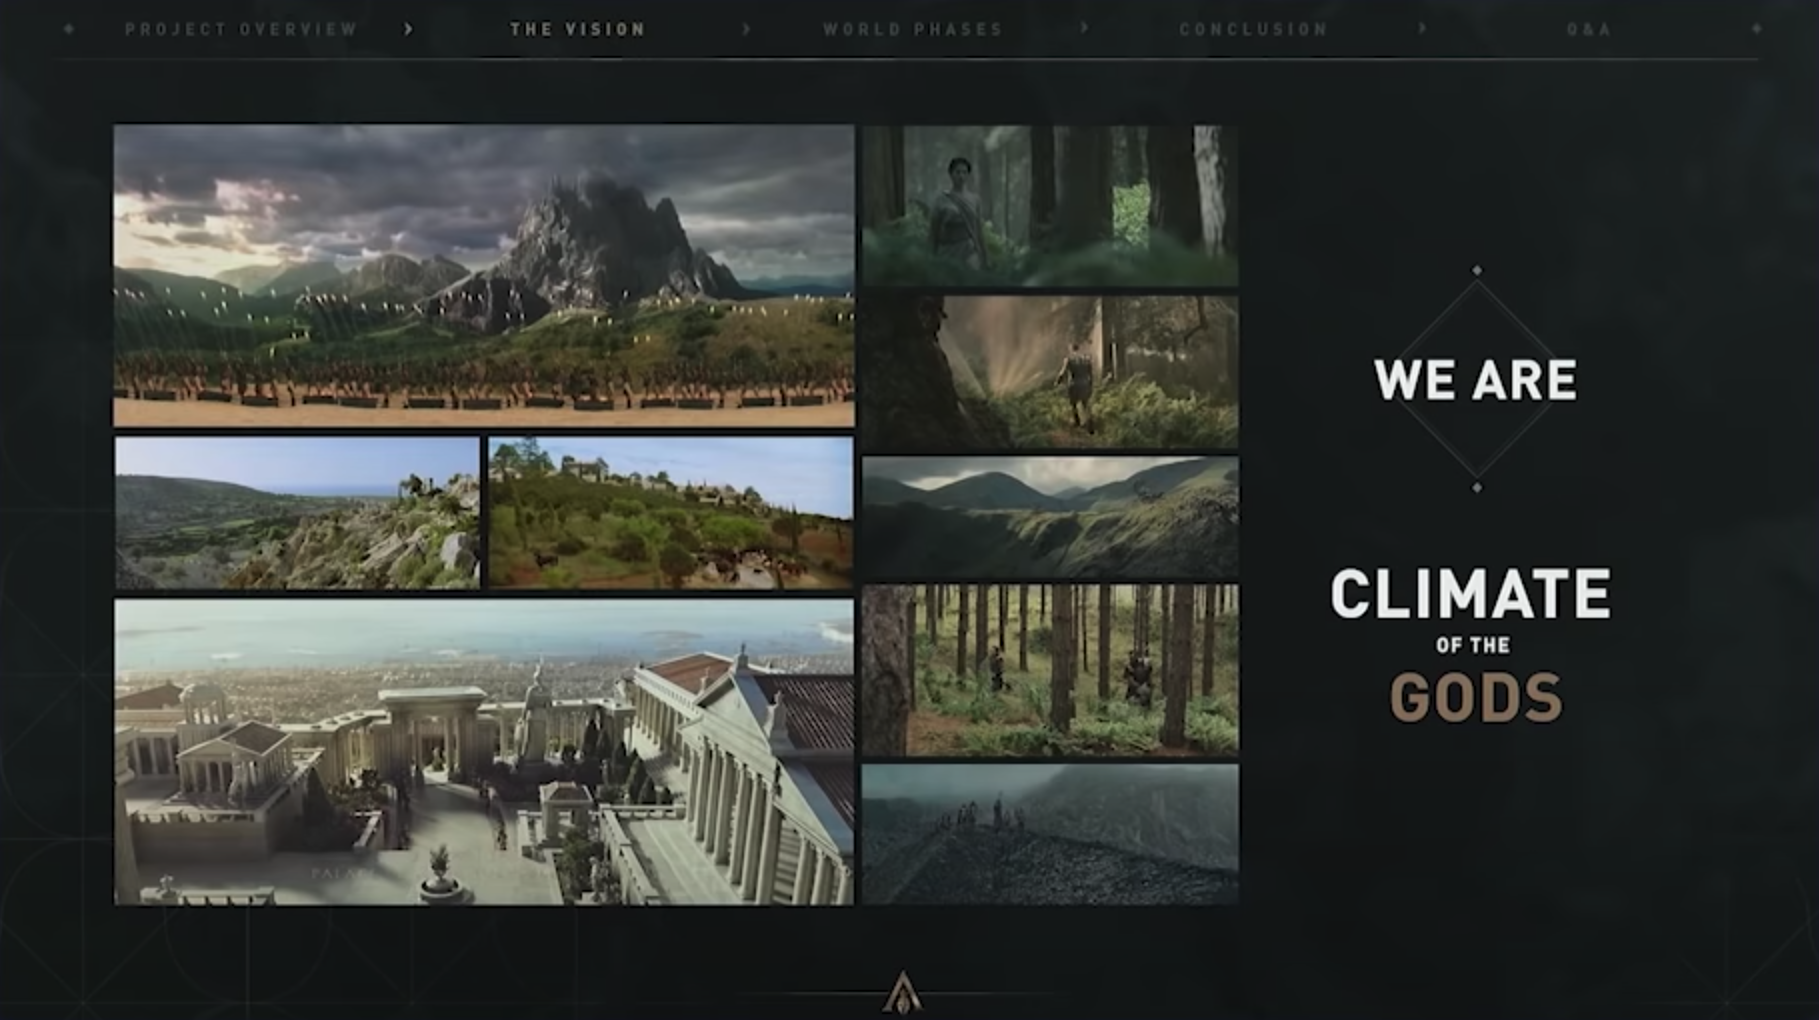 PROJECT OVERVIEW
THE VISION
WORLD PHASES
CONCLUSION
Q&A
WE ARE
CLIMATE
OF THE
GODS